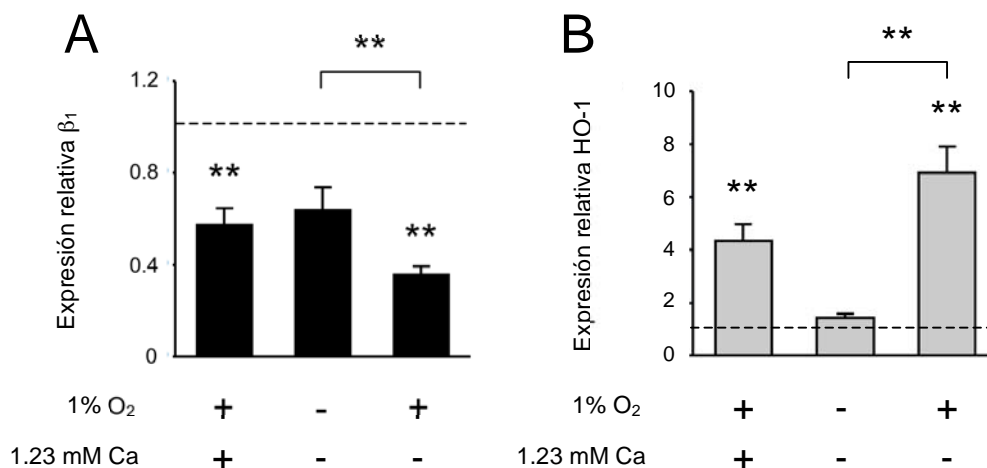 A
**
1.2
0.8
0.4
0
Expresión relativa β1
**
**
1% O2 + - +
1.23 mM Ca + - -
B
**
10
8
6
4
2
0
Expresión relativa HO-1
**
**
1% O2 + - +
1.23 mM Ca + - -